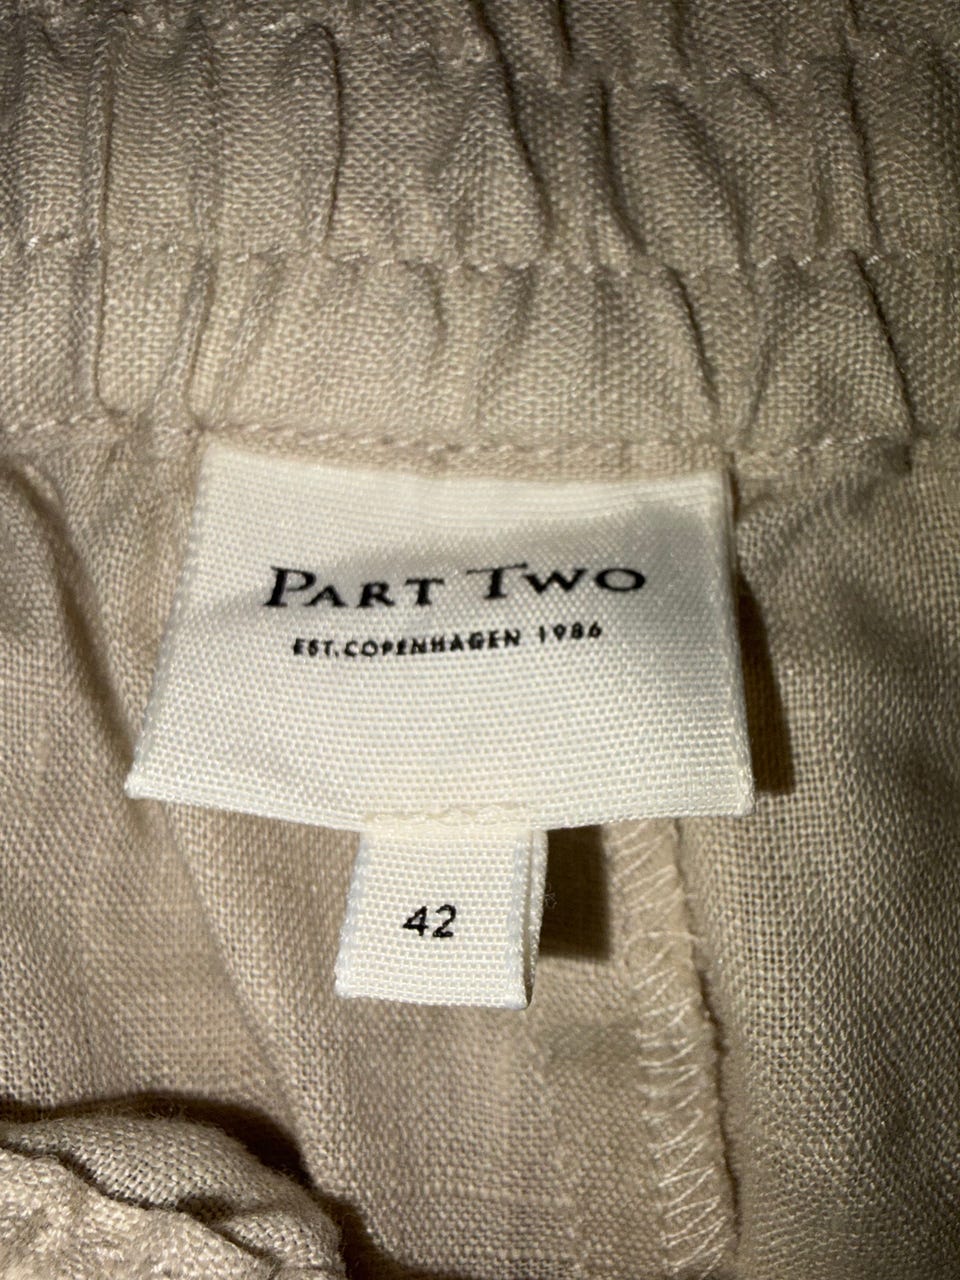 PART TWO
EST. COPENHAGEN 1986
42